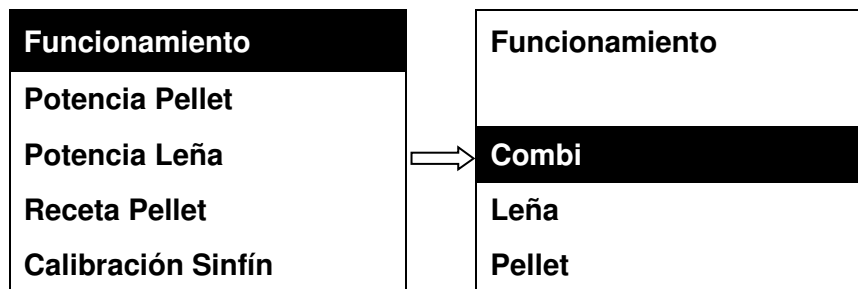 Funcionamiento
Potencia Pellet
Potencia Leña
Receta Pellet
Calibración Sinfín
Funcionamiento
Combi
Leña
Pellet